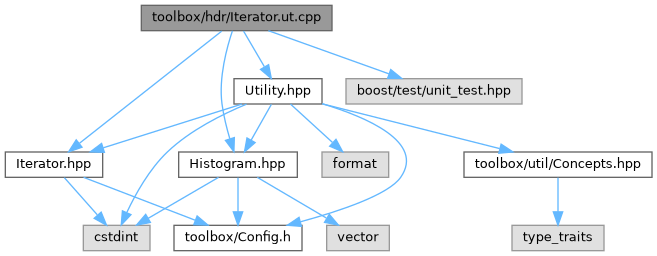 toolbox/hdr/Iterator.ut.cpp
Utility.hpp
boost/test/unit_test.hpp
Iterator.hpp
Histogram.hpp
format
toolbox/util/Concepts.hpp
cstdint
toolbox/Config.h
vector
type_traits